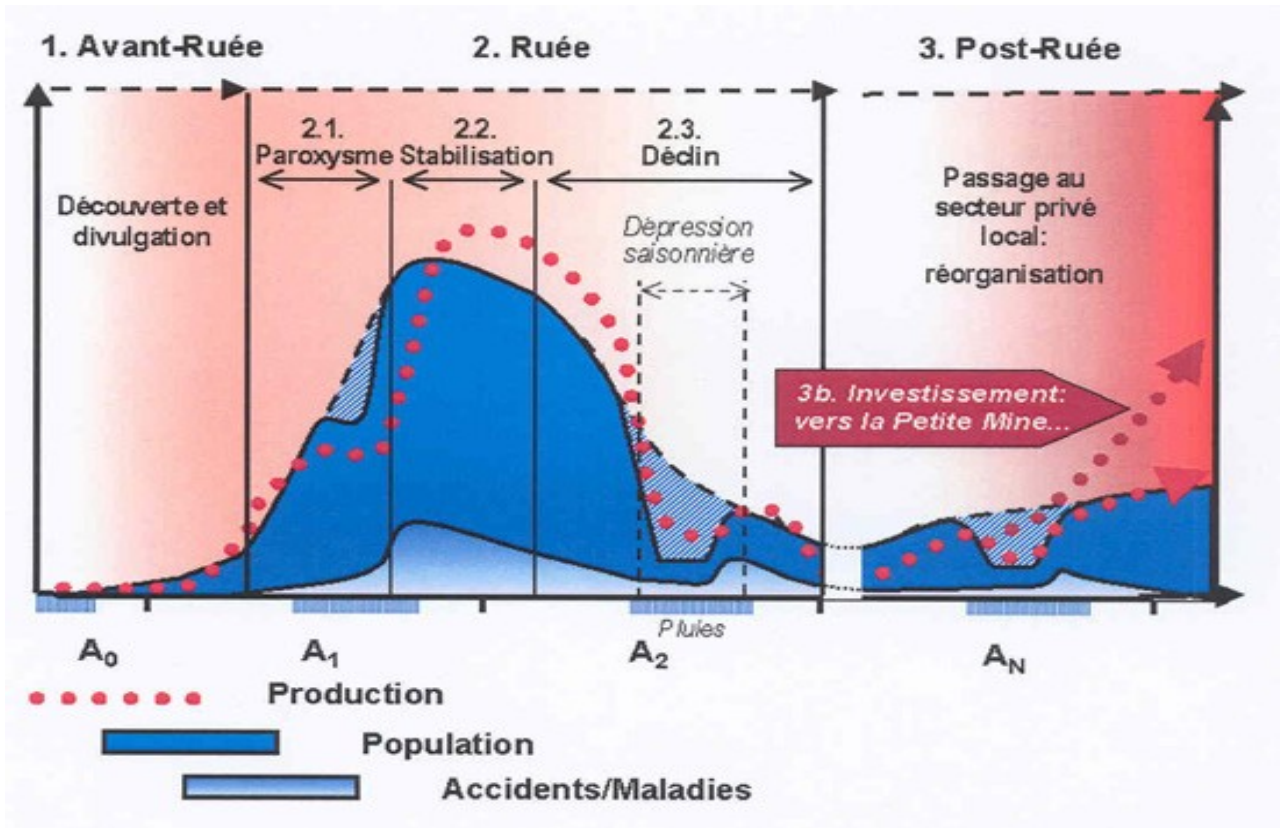 1. Avant-Ruée
2. Ruée
3. Post-Ruée
2.1.
Paroxysme
2.2.
Stabilisation
2.3.
Déclin
Découverte et
divulgation
Dépression
saisonnière
Passage au
secteur privé
local:
réorganisation
3b. Investissement:
vers la Petite Mine...
Pluies
A0
A1
A2
AN
Production
Population
Accidents/Maladies